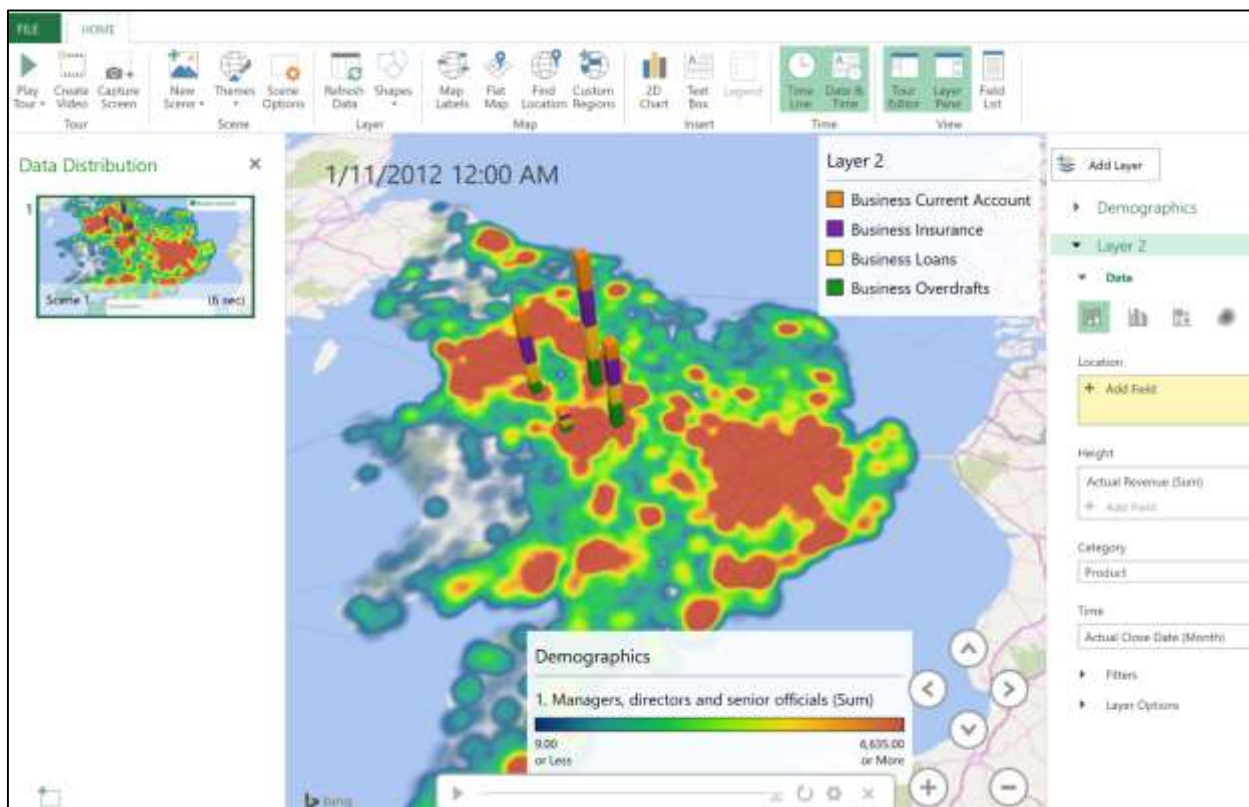 FILE HOME
Play Create Capture New Themes Scene Refresh Shapes Map Flat Find Custom 2D Text Legend Time Date & Tour Layer Field
Tour Video Screen Scene Options Data Labels Map Location Regions Chart Box Line Time Editor Pane List
Tour Scene Layer Map Insert Time View
Data Distribution
1
Scene 1 (6 sec)
1/11/2012 12:00 AM
Layer 2
Business Current Account
Business Insurance
Business Loans
Business Overdrafts
Demographics
1. Managers, directors and senior officials (Sum)
9.00 6,635.00
or Less or More
bing
Add Layer
Demographics
Layer 2
Data
Location
Add Field
Height
Actual Revenue (Sum)
Add Field
Category
Product
Time
Actual Close Date (Month)
Filters
Layer Options